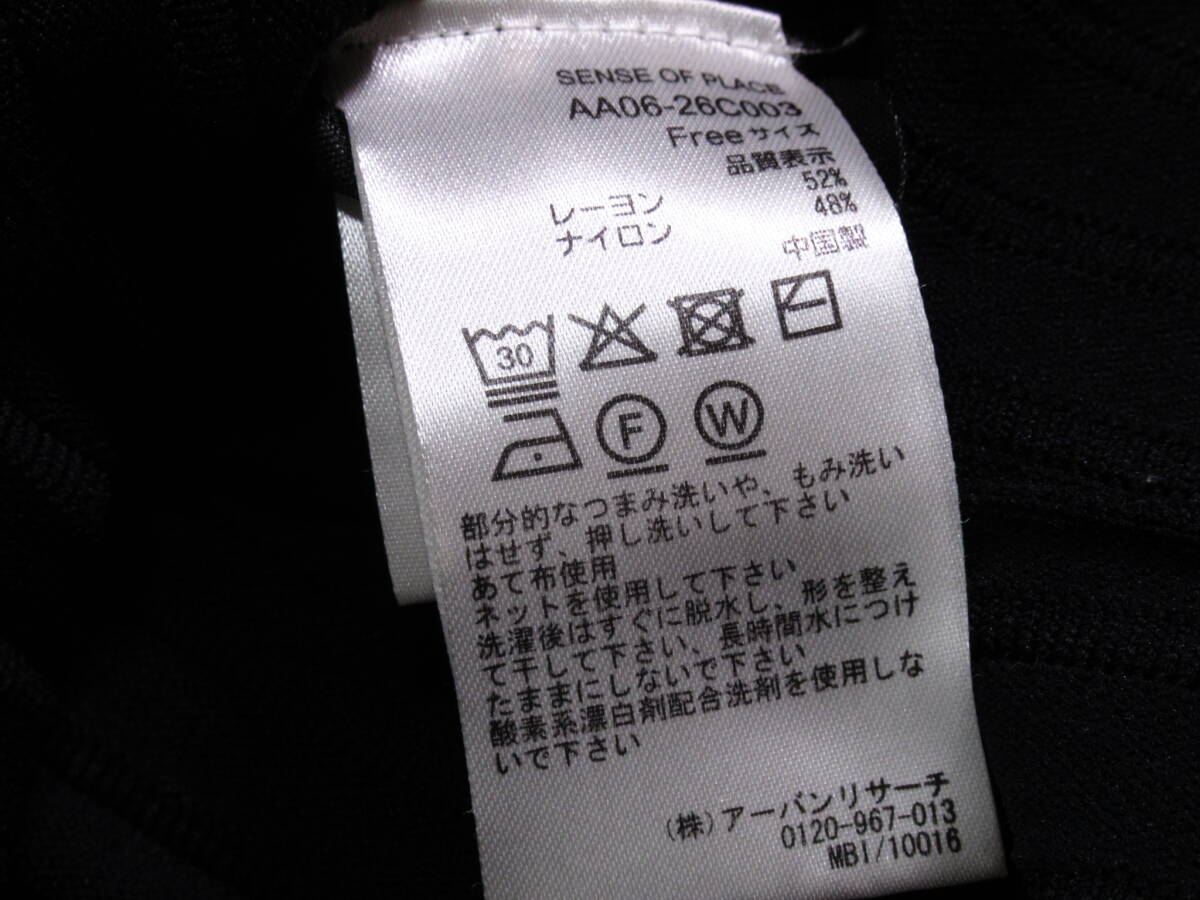 SENSE OF PLACE
AA06-26C003
Freeサイズ
品質表示
レーヨン 52%
ナイロン 48%
中国製
30
F W
部分的なつまみ洗いや、もみ洗い
はせず、押し洗いして下さい
あて布使用
ネットを使用して下さい
洗濯後はすぐに脱水し、形を整え
て干して下さい、長時間水につけ
たままにしないで下さい
酸素系漂白剤配合洗剤を使用しな
いで下さい
(株)アーバンリサーチ
0120-967-013
MBI/10016